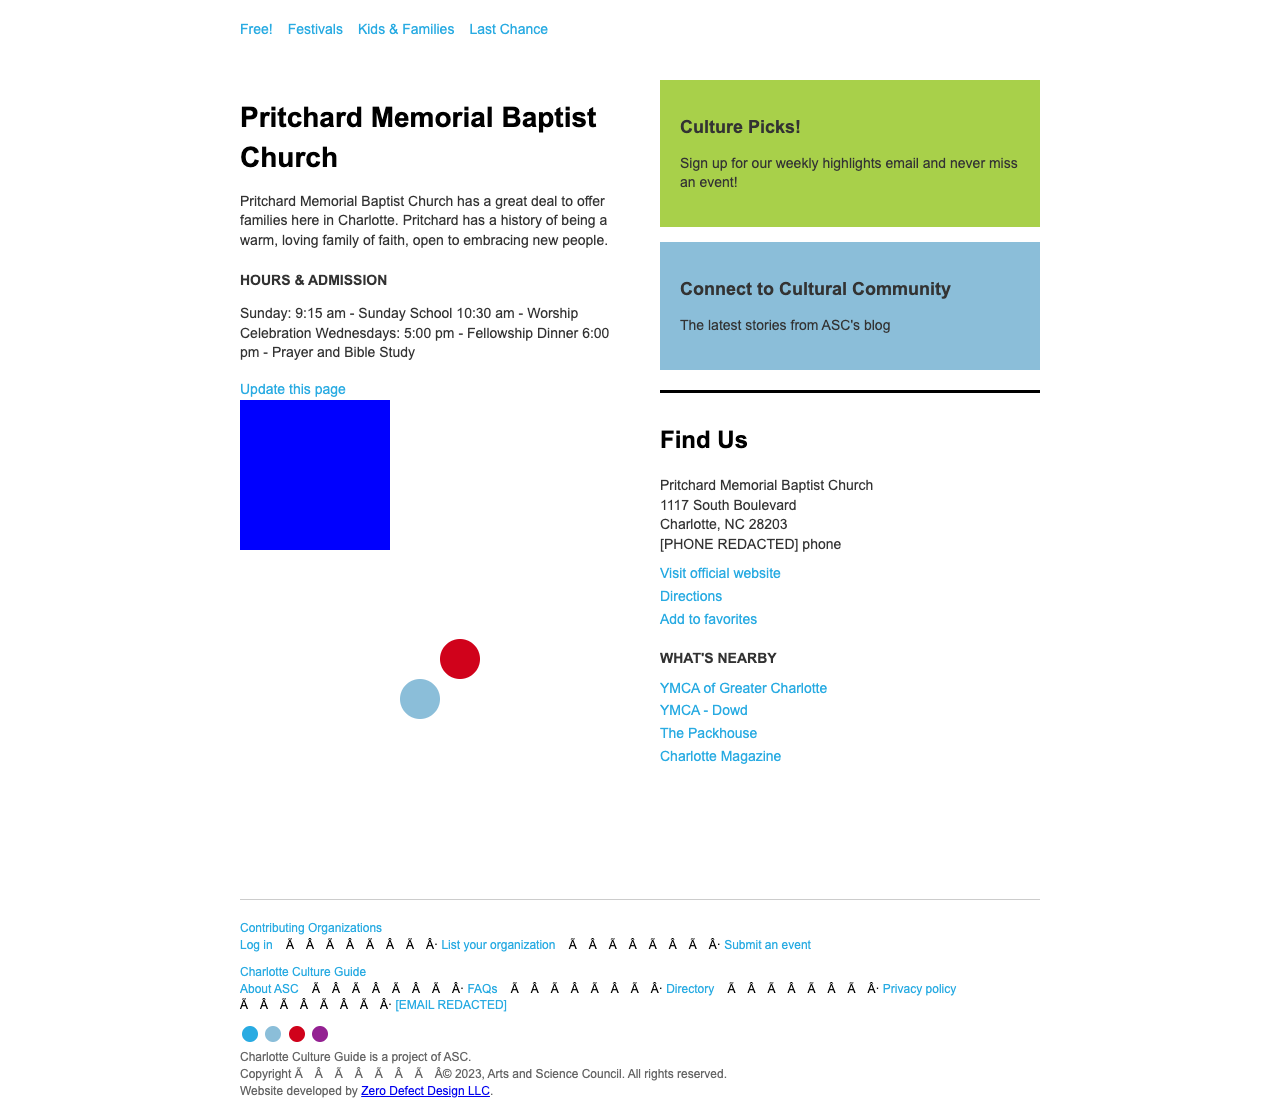 Free! Festivals Kids & Families Last Chance
Pritchard Memorial Baptist
Church
Pritchard Memorial Baptist Church has a great deal to offer
families here in Charlotte. Pritchard has a history of being a
warm, loving family of faith, open to embracing new people.
HOURS & ADMISSION
Sunday: 9:15 am - Sunday School 10:30 am - Worship
Celebration Wednesdays: 5:00 pm - Fellowship Dinner 6:00
pm - Prayer and Bible Study
Update this page
Culture Picks!
Sign up for our weekly highlights email and never miss
an event!
Connect to Cultural Community
The latest stories from ASC's blog
Find Us
Pritchard Memorial Baptist Church
1117 South Boulevard
Charlotte, NC 28203
[PHONE REDACTED] phone
Visit official website
Directions
Add to favorites
WHAT'S NEARBY
YMCA of Greater Charlotte
YMCA - Dowd
The Packhouse
Charlotte Magazine
Contributing Organizations
Log in Ã Â Ã Â Ã Â Ã Â· List your organization Ã Â Ã Â Ã Â Ã Â· Submit an event
Charlotte Culture Guide
About ASC Ã Â Ã Â Ã Â Ã Â· FAQs Ã Â Ã Â Ã Â Ã Â· Directory Ã Â Ã Â Ã Â Ã Â· Privacy policy
Ã Â Ã Â Ã Â Ã Â· [EMAIL REDACTED]
Charlotte Culture Guide is a project of ASC.
Copyright Ã Â Ã Â Ã Â Ã Â© 2023, Arts and Science Council. All rights reserved.
Website developed by Zero Defect Design LLC.